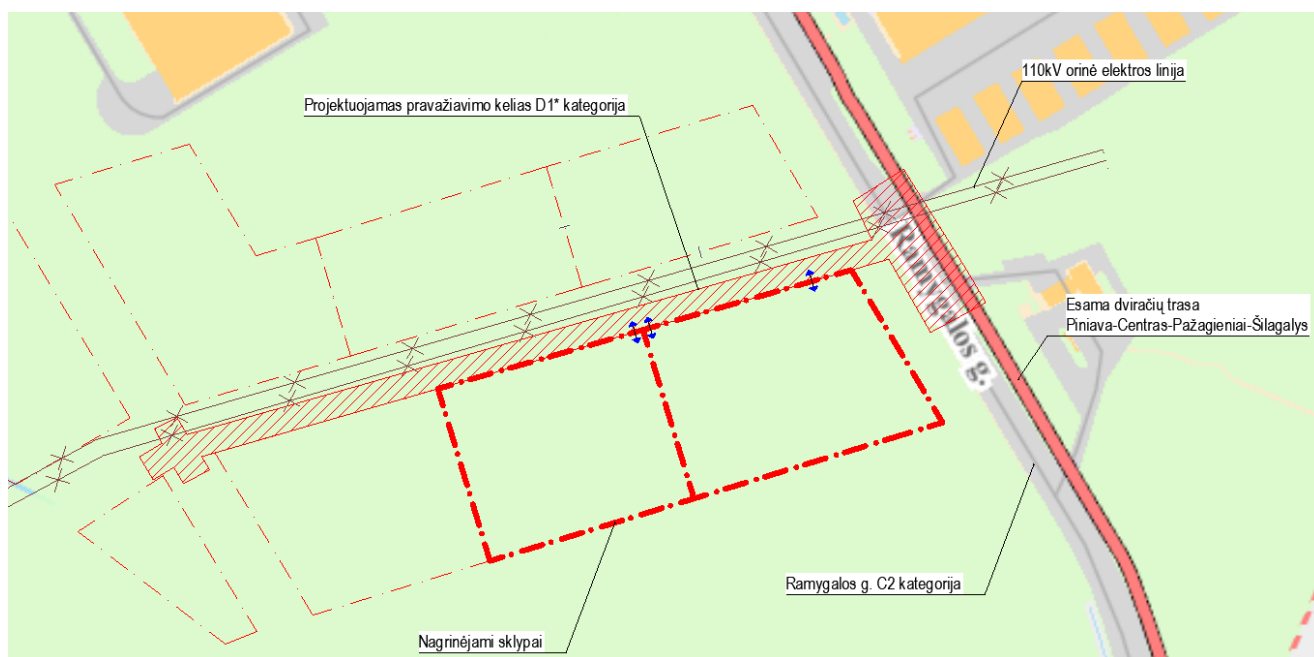 110kV orinė elektros linija
Projektuojamas pravažiavimo kelias D1* kategorija
Ramygalos g.
Esama dviračių trasa
Piniava-Centras-Pažagieniai-Šilagalys
Ramygalos g. C2 kategorija
Nagrinėjami sklypai